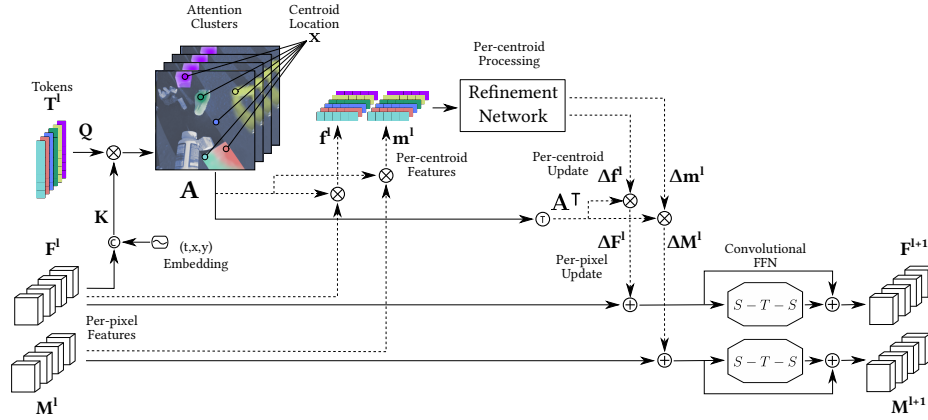 Attention
Clusters
Centroid
Location
x
Tokens
T^l
Q
Per-centroid
Processing
Refinement
Network
f^l
m^l
Per-centroid
Features
A
K
Per-centroid
Update
Δf^l
Δm^l
T
A^⊤
C
(t,x,y)
Embedding
F^l
ΔF^l
ΔM^l
Per-pixel
Update
Convolutional
FFN
F^{l+1}
S − T − S
Per-pixel
Features
S − T − S
M^l
M^{l+1}